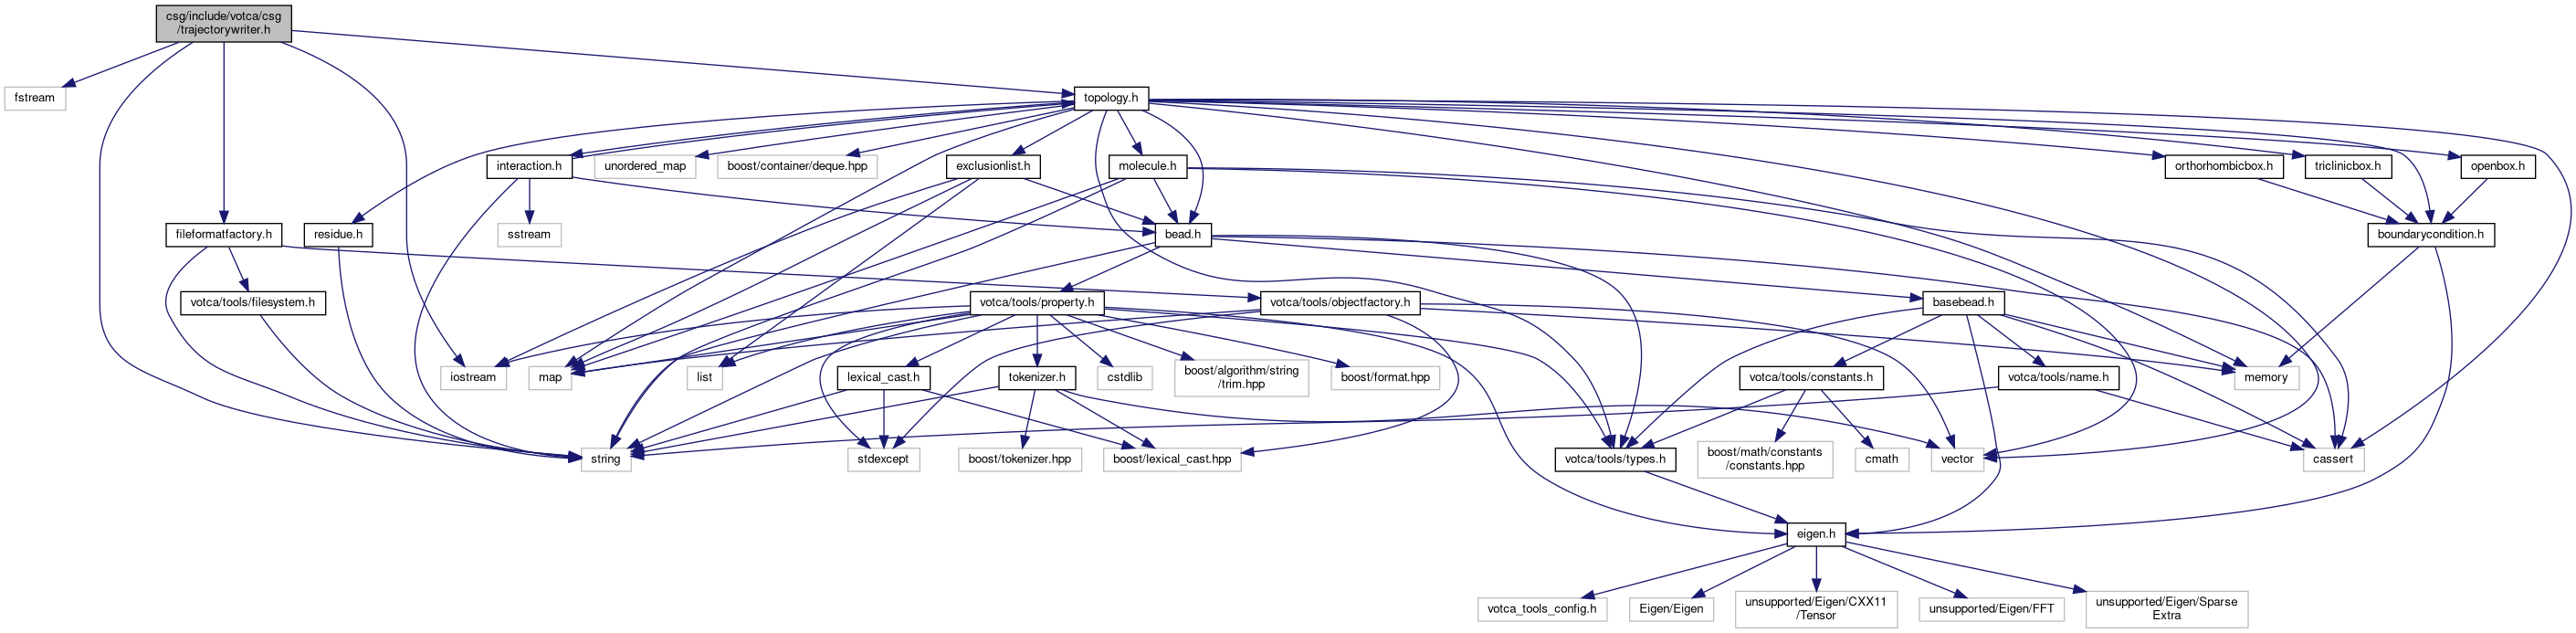 csg/include/votca/csg
/trajectorywriter.h
fstream
topology.h
interaction.h
unordered_map
boost/container/deque.hpp
exclusionlist.h
molecule.h
orthorhombicbox.h
triclinicbox.h
openbox.h
fileformatfactory.h
residue.h
sstream
bead.h
boundarycondition.h
votca/tools/filesystem.h
votca/tools/property.h
votca/tools/objectfactory.h
basebead.h
iostream
map
list
lexical_cast.h
tokenizer.h
cstdlib
boost/algorithm/string
/trim.hpp
boost/format.hpp
votca/tools/constants.h
votca/tools/name.h
memory
string
stdexcept
boost/tokenizer.hpp
boost/lexical_cast.hpp
votca/tools/types.h
boost/math/constants
/constants.hpp
cmath
vector
cassert
eigen.h
votca_tools_config.h
Eigen/Eigen
unsupported/Eigen/CXX11
/Tensor
unsupported/Eigen/FFT
unsupported/Eigen/Sparse
Extra